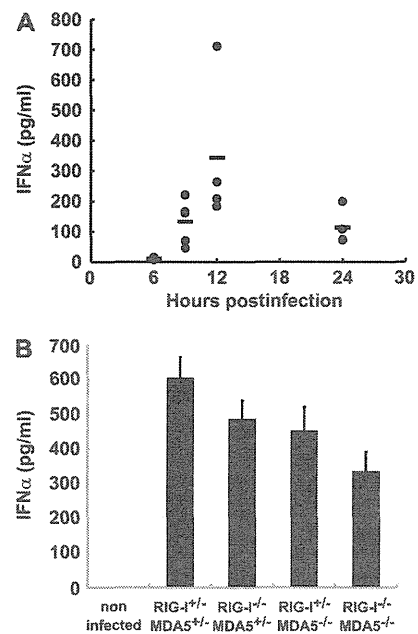 A
800
700
600
500
400
300
200
100
0
IFNα (pg/ml)
0 6 12 18 24 30
Hours postinfection
B
700
600
500
400
300
200
100
0
IFNα (pg/ml)
non RIG-I+/- RIG-I-/- RIG-I+/- RIG-I-/-
infected MDA5+/- MDA5+/- MDA5-/- MDA5-/-